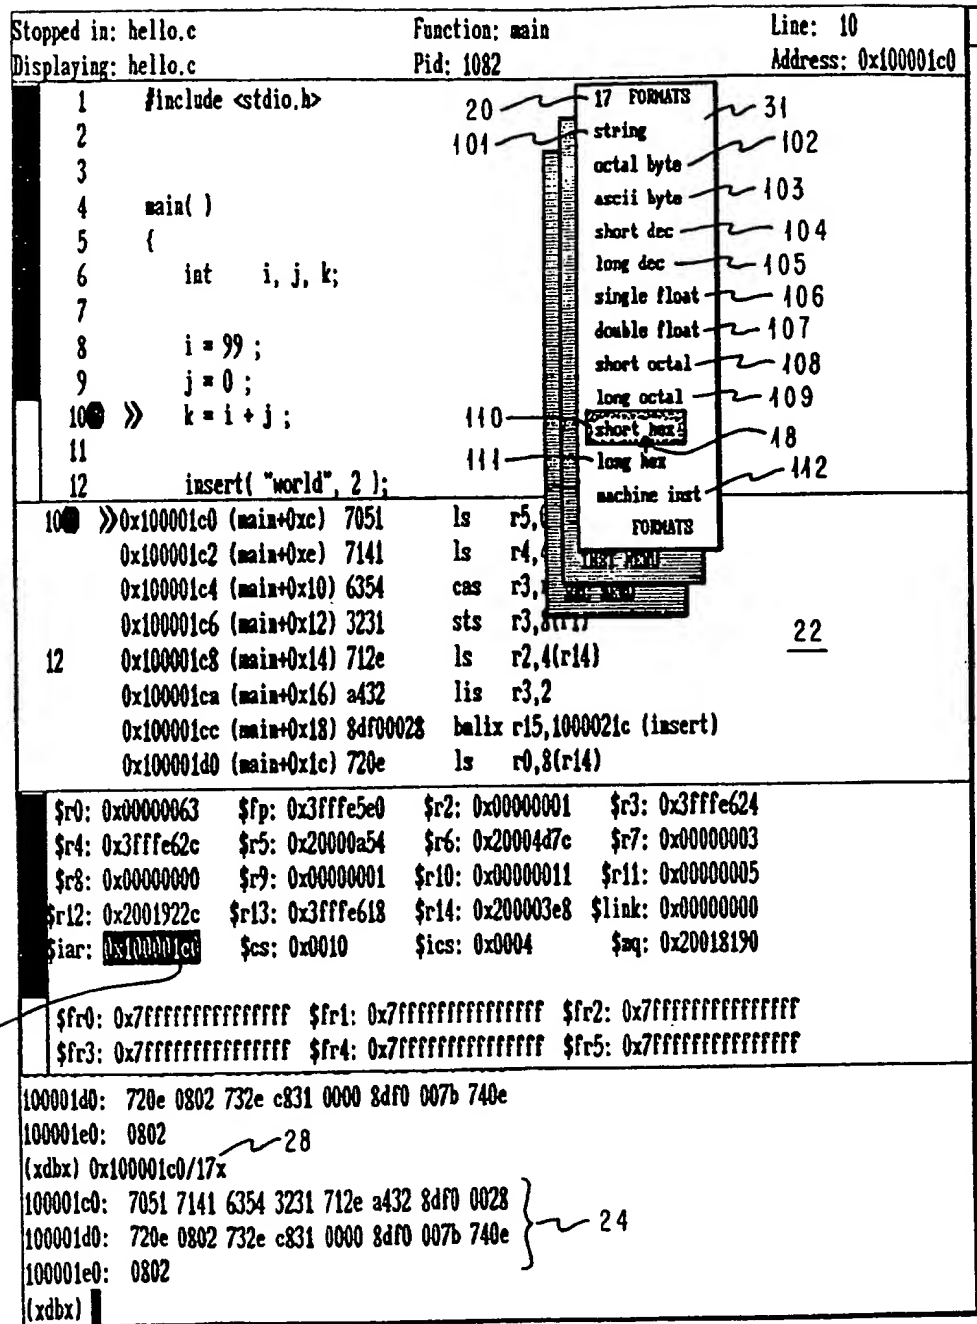 Stopped in: hello.c Function: main Line: 10
Displaying: hello.c Pid: 1082 Address: 0x100001c0
1 #include <stdio.h>
2
3
4 main( )
5 {
6 int i, j, k;
7
8 i = 99 ;
9 j = 0 ;
10 » k = i + j ;
11
12 insert( "world", 2 );
20 17 FORMATS 31
101 string
octal byte 102
ascii byte 103
short dec 104
long dec 105
single float 106
double float 107
short octal 108
long octal 109
110 short hex 18
111 long hex
machine inst 112
FORMATS
INST MENU
MENU
10 »0x100001c0 (main+0xc) 7051 ls r5,
0x100001c2 (main+0xe) 7141 ls r4,
0x100001c4 (main+0x10) 6354 cas r3,
0x100001c6 (main+0x12) 3231 sts r3,8(r1)
12 0x100001c8 (main+0x14) 712e ls r2,4(r14)
0x100001ca (main+0x16) a432 lis r3,2
0x100001cc (main+0x18) 8df00028 balix r15,1000021c (insert)
0x100001d0 (main+0x1c) 720e ls r0,8(r14)
22
$r0: 0x00000063 $fp: 0x3fffe5e0 $r2: 0x00000001 $r3: 0x3fffe624
$r4: 0x3fffe62c $r5: 0x20000a54 $r6: 0x20004d7c $r7: 0x00000003
$r8: 0x00000000 $r9: 0x00000001 $r10: 0x00000011 $r11: 0x00000005
$r12: 0x2001922c $r13: 0x3fffe618 $r14: 0x200003e8 $link: 0x00000000
$iar: 0x100001c0 $cs: 0x0010 $ics: 0x0004 $mq: 0x20018190
$fr0: 0x7fffffffffffffff $fr1: 0x7fffffffffffffff $fr2: 0x7fffffffffffffff
$fr3: 0x7fffffffffffffff $fr4: 0x7fffffffffffffff $fr5: 0x7fffffffffffffff
100001d0: 720e 0802 732e c831 0000 8df0 007b 740e
100001e0: 0802
28
(xdbx) 0x100001c0/17x
100001c0: 7051 7141 6354 3231 712e a432 8df0 0028
100001d0: 720e 0802 732e c831 0000 8df0 007b 740e 24
100001e0: 0802
(xdbx)